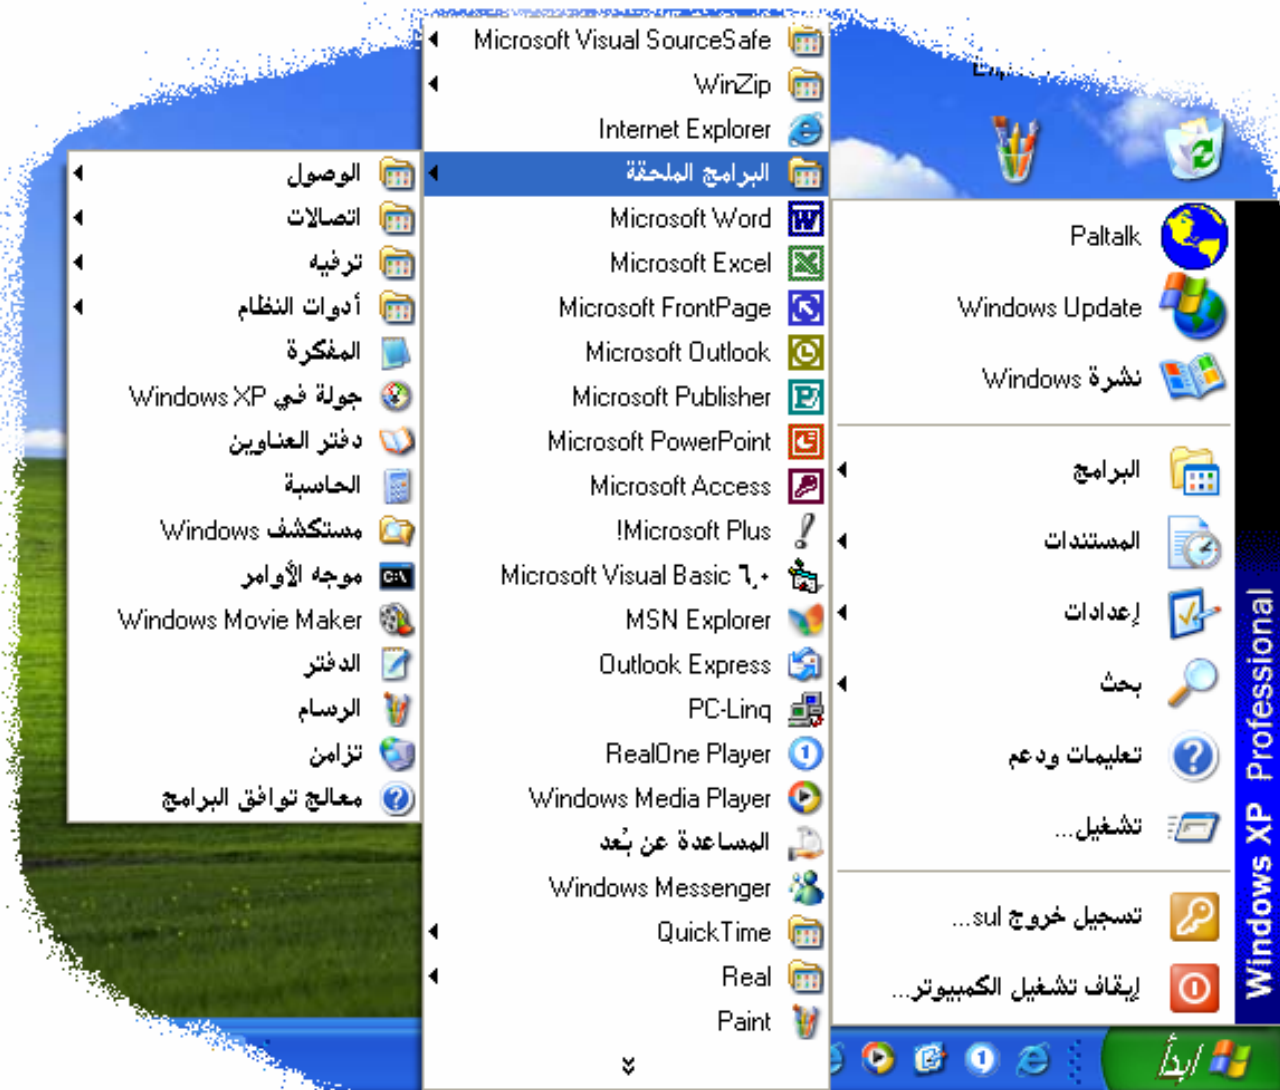 Paltalk
Windows Update
نشرة Windows
البرامج
المستندات
إعدادات
بحث
تعليمات ودعم
تشغيل...
تسجيل خروج sul...
إيقاف تشغيل الكمبيوتر...
Windows XP Professional
ابدأ
Microsoft Visual SourceSafe
WinZip
Internet Explorer
البرامج الملحقة
Microsoft Word
Microsoft Excel
Microsoft FrontPage
Microsoft Outlook
Microsoft Publisher
Microsoft PowerPoint
Microsoft Access
!Microsoft Plus
Microsoft Visual Basic ٦,٠
MSN Explorer
Outlook Express
PC-Linq
RealOne Player
Windows Media Player
المساعدة عن بُعد
Windows Messenger
QuickTime
Real
Paint
الوصول
اتصالات
ترفيه
أدوات النظام
المفكرة
جولة في Windows XP
دفتر العناوين
الحاسبة
مستكشف Windows
موجه الأوامر
Windows Movie Maker
الدفتر
الرسام
تزامن
معالج توافق البرامج